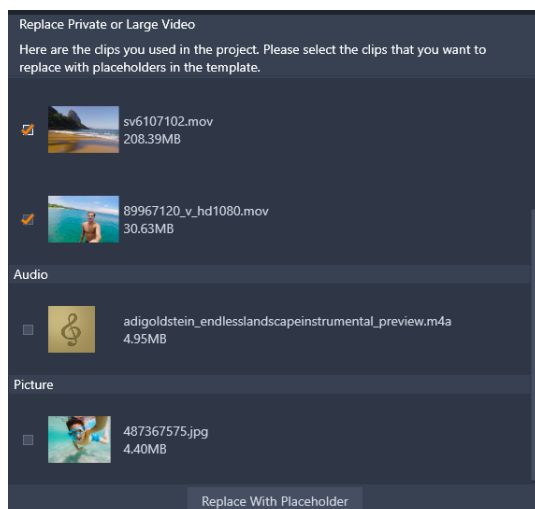 Replace Private or Large Video
Here are the clips you used in the project. Please select the clips that you want to
replace with placeholders in the template.
sv6107102.mov
208.39MB
89967120_v_hd1080.mov
30.63MB
Audio
adigoldstein_endlesslandscapeinstrumental_preview.m4a
4.95MB
Picture
487367575.jpg
4.40MB
Replace With Placeholder